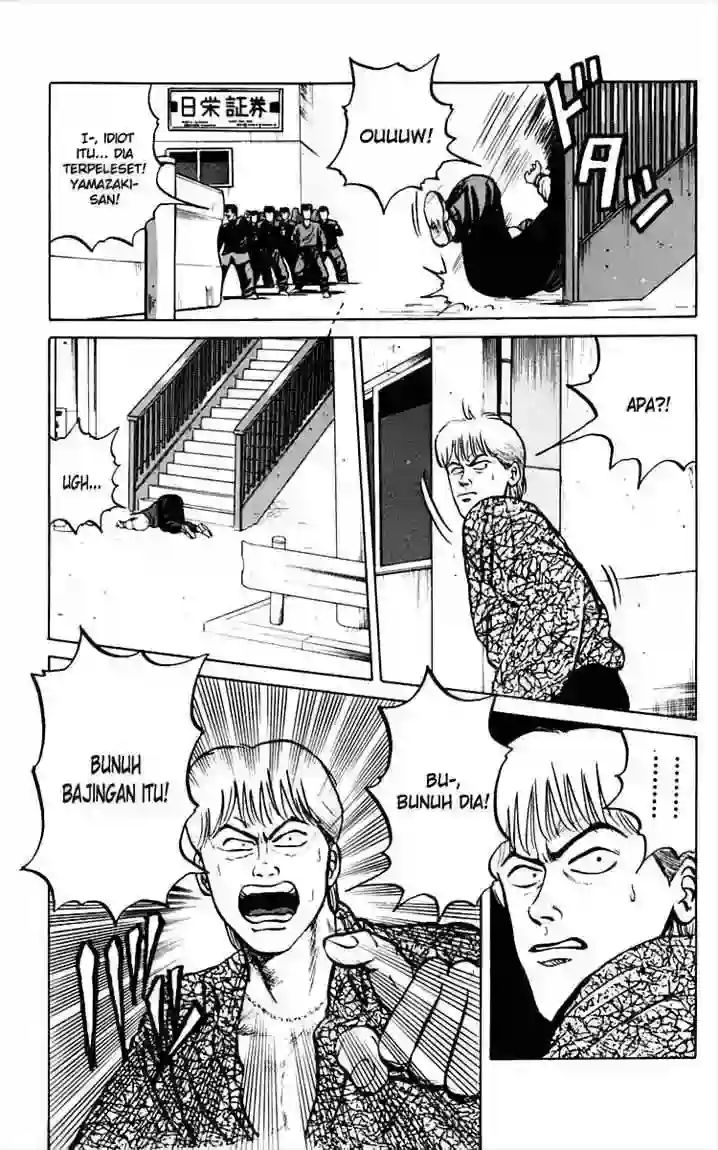 OUUUW!
ドタッ
日栄証券
I-, IDIOT
ITU... DIA
TERPELESET!
YAMAZAKI-
SAN!
APA?!
UGH...
BU-,
BUNUH DIA!
BUNUH
BAJINGAN ITU!